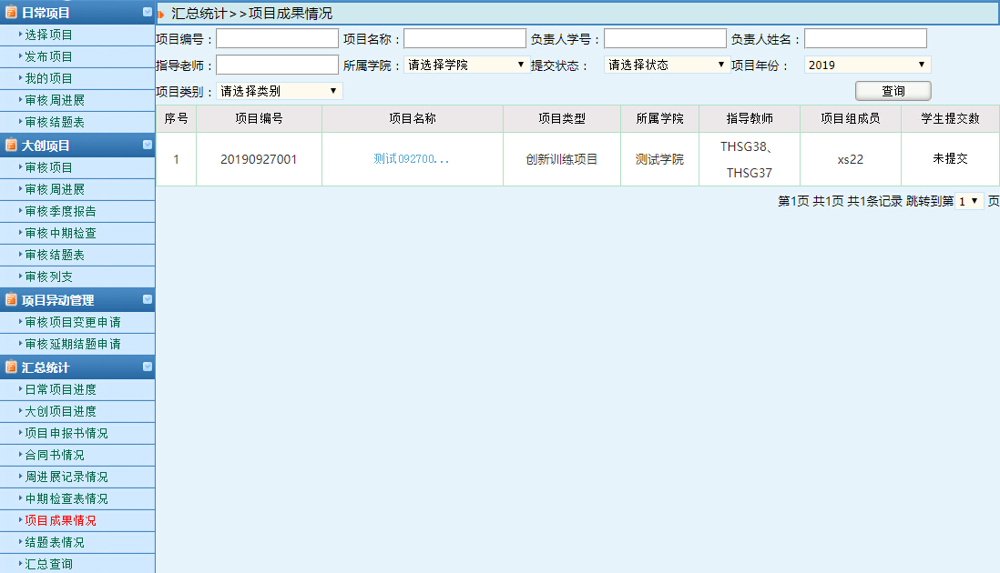 日常项目
选择项目
发布项目
我的项目
审核周进展
审核结题表
大创项目
审核项目
审核周进展
审核季度报告
审核中期检查
审核结题表
审核列支
项目异动管理
审核项目变更申请
审核延期结题申请
汇总统计
日常项目进度
大创项目进度
项目申报书情况
合同书情况
周进展记录情况
中期检查表情况
项目成果情况
结题表情况
汇总查询
汇总统计>>项目成果情况
项目编号： 项目名称： 负责人学号： 负责人姓名：
指导老师： 所属学院： 请选择学院 提交状态： 请选择状态 项目年份： 2019
项目类别： 请选择类别 查询
序号 项目编号 项目名称 项目类型 所属学院 指导教师 项目组成员 学生提交数
1 20190927001 测试092700... 创新训练项目 测试学院 THSG38、 xs22 未提交
THSG37
第1页 共1页 共1条记录 跳转到第 1 页